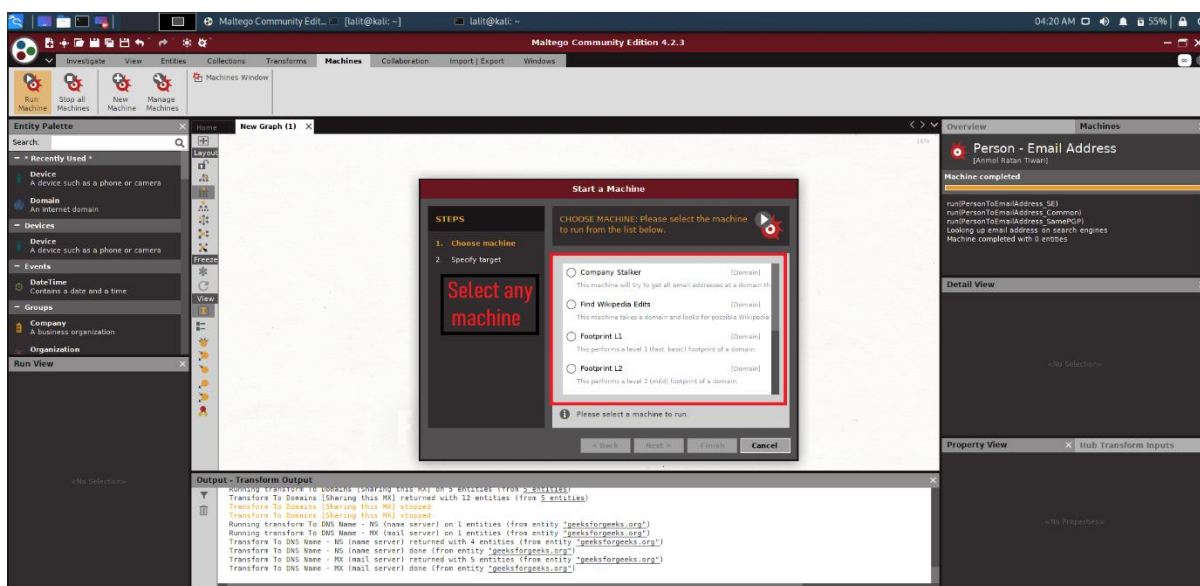 Maltego Community Edit... [lalit@kali: ~] lalit@kali: ~ 04:20 AM 55%
Maltego Community Edition 4.2.3
Investigate View Entities Collections Transforms Machines Collaboration Import | Export Windows
Run Machine
Stop all Machines
New Machine
Manage Machines
Machines Window
Entity Palette
Search:
- * Recently Used *
Device
A device such as a phone or camera
Domain
An internet domain
- Devices
Device
A device such as a phone or camera
- Events
DateTime
Contains a date and a time
- Groups
Company
A business organization
Organization
Run View
<No Selection>
Home New Graph (1)
Layout
Freeze
View
16%
Start a Machine
STEPS
1. Choose machine
2. Specify target
Select any
machine
CHOOSE MACHINE: Please select the machine
to run from the list below.
Company Stalker [Domain]
This machine will try to get all email addresses at a domain th
Find Wikipedia Edits [Domain]
This machine takes a domain and looks for possible Wikipedia
Footprint L1 [Domain]
This performs a level 1 (fast, basic) footprint of a domain.
Footprint L2 [Domain]
This performs a level 2 (mild) footprint of a domain.
Please select a machine to run.
< Back Next > Finish Cancel
Output - Transform Output
Running transform To Domains [Sharing this MX] on 5 entities (from 5 entities)
Transform To Domains [Sharing this MX] returned with 12 entities (from 5 entities)
Transform To Domains [Sharing this MX] stopped
Transform To Domains [Sharing this MX] stopped
Running transform To DNS Name - NS (name server) on 1 entities (from entity "geeksforgeeks.org")
Running transform To DNS Name - MX (mail server) on 1 entities (from entity "geeksforgeeks.org")
Transform To DNS Name - NS (name server) returned with 4 entities (from entity "geeksforgeeks.org")
Transform To DNS Name - NS (name server) done (from entity "geeksforgeeks.org")
Transform To DNS Name - MX (mail server) returned with 5 entities (from entity "geeksforgeeks.org")
Transform To DNS Name - MX (mail server) done (from entity "geeksforgeeks.org")
Overview Machines
Person - Email Address
[Anmol Ratan Tiwari]
Machine completed
run(PersonToEmailAddress_SE)
run(PersonToEmailAddress_Common)
run(PersonToEmailAddress_SamePGP)
Looking up email address on search engines
Machine completed with 0 entities
Detail View
<No Selection>
Property View Hub Transform Inputs
<No Properties>